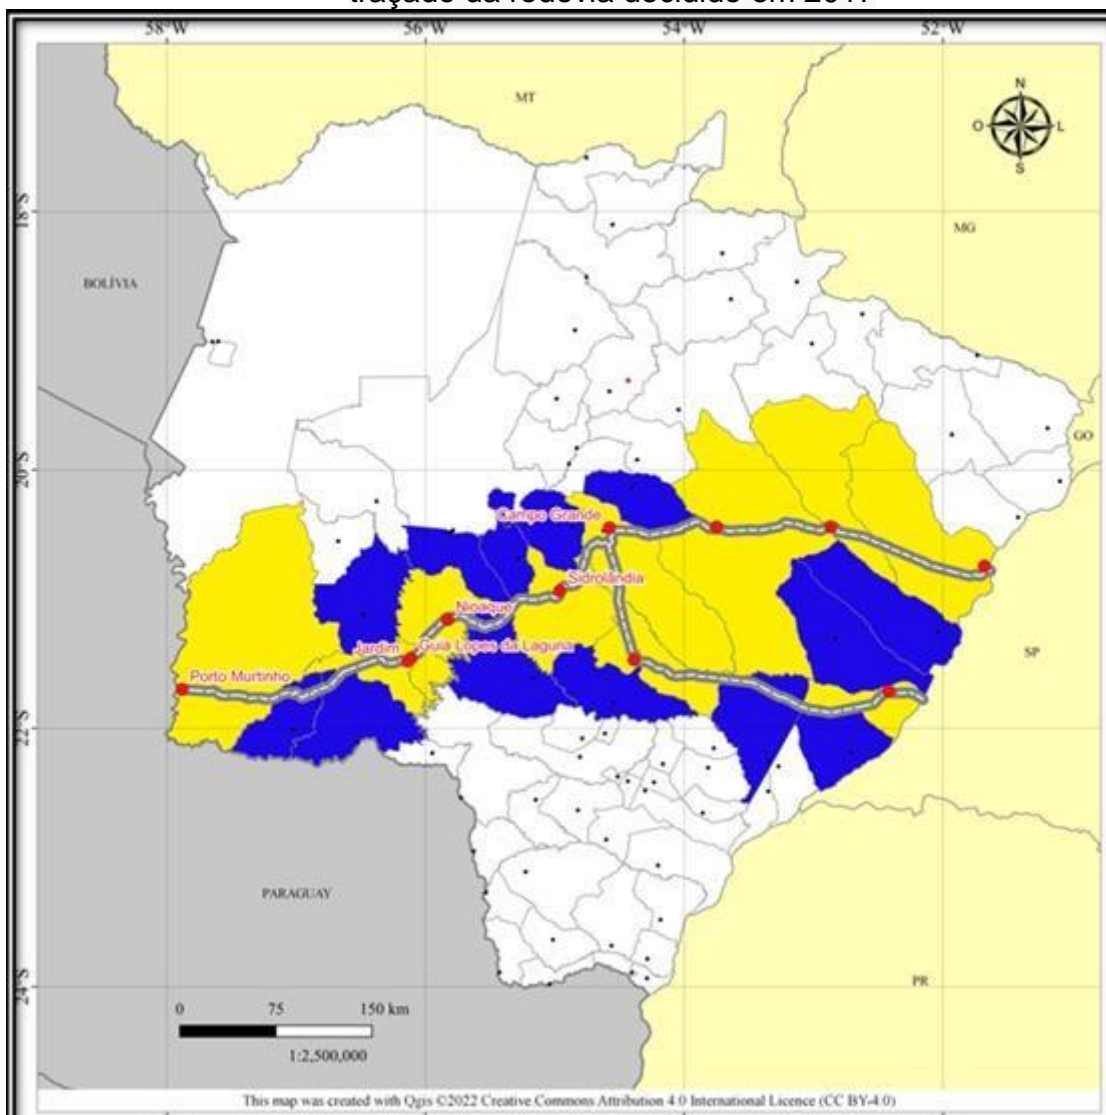 traçado da rodovia decidido em 2017
58°W 56°W 54°W 52°W
MT
N
O L
S
18°S
MG
BOLÍVIA
GO
20°S
Campo Grande
Sidrolândia
Nioaque
Jardim Guia Lopes da Laguna
SP
Porto Murtinho
22°S
PARAGUAY
PR
24°S
0 75 150 km
1:2,500,000
This map was created with Qgis ©2022 Creative Commons Attribution 4.0 International Licence (CC BY-4.0)